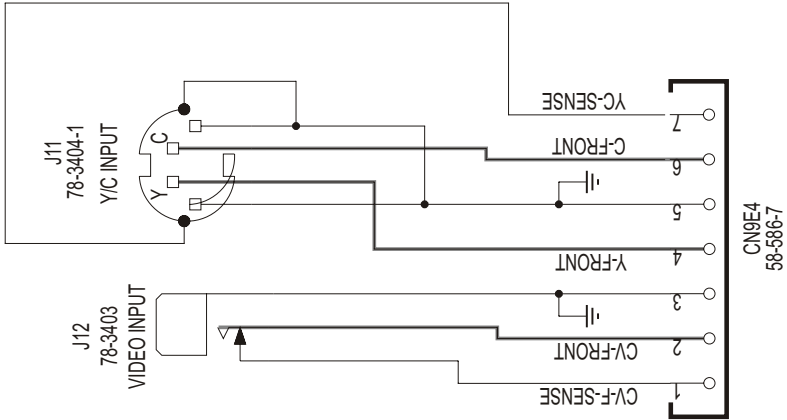 J11
78-3404-1
Y/C INPUT
C
Y
J12
78-3403
VIDEO INPUT
YC-SENSE
7
C-FRONT
6
5
Y-FRONT
4
3
CV-FRONT
2
CV-F-SENSE
1
CN9E4
58-586-7